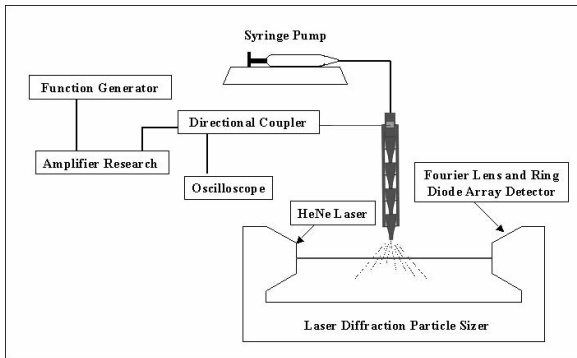 Syringe Pump
Function Generator
Directional Coupler
Amplifier Research
Oscilloscope
Fourier Lens and Ring
Diode Array Detector
HeNe Laser
Laser Diffraction Particle Sizer